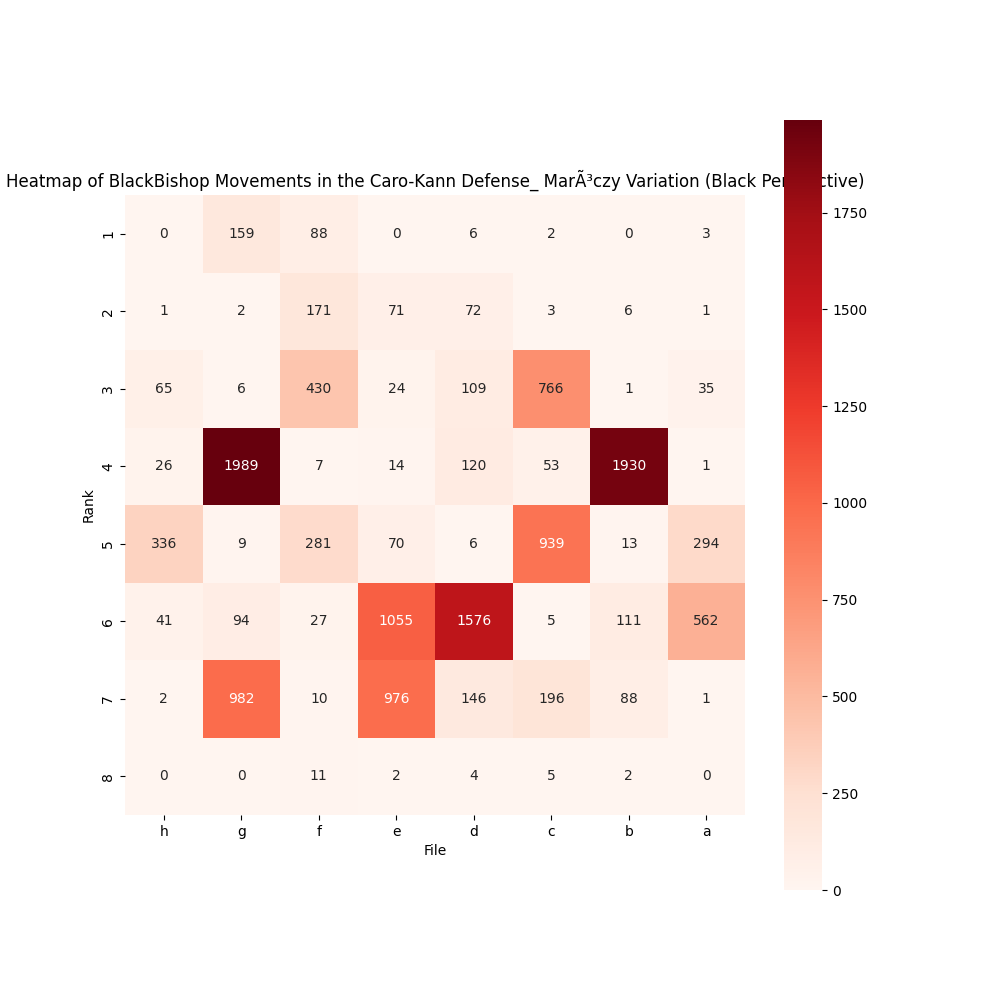 Heatmap of BlackBishop Movements in the Caro-Kann Defense_ MarÃ³czy Variation (Black Per ctive)
1750
1 0 159 88 0 6 2 0 3
1500
2 1 2 171 71 72 3 6 1
1250
3 65 6 430 24 109 766 1 35
4 26 1989 7 14 120 53 1930 1
Rank
1000
5 336 9 281 70 6 939 13 294
750
6 41 94 27 1055 1576 5 111 562
500
7 2 982 10 976 146 196 88 1
250
8 0 0 11 2 4 5 2 0
h g f e d c b a
File
0